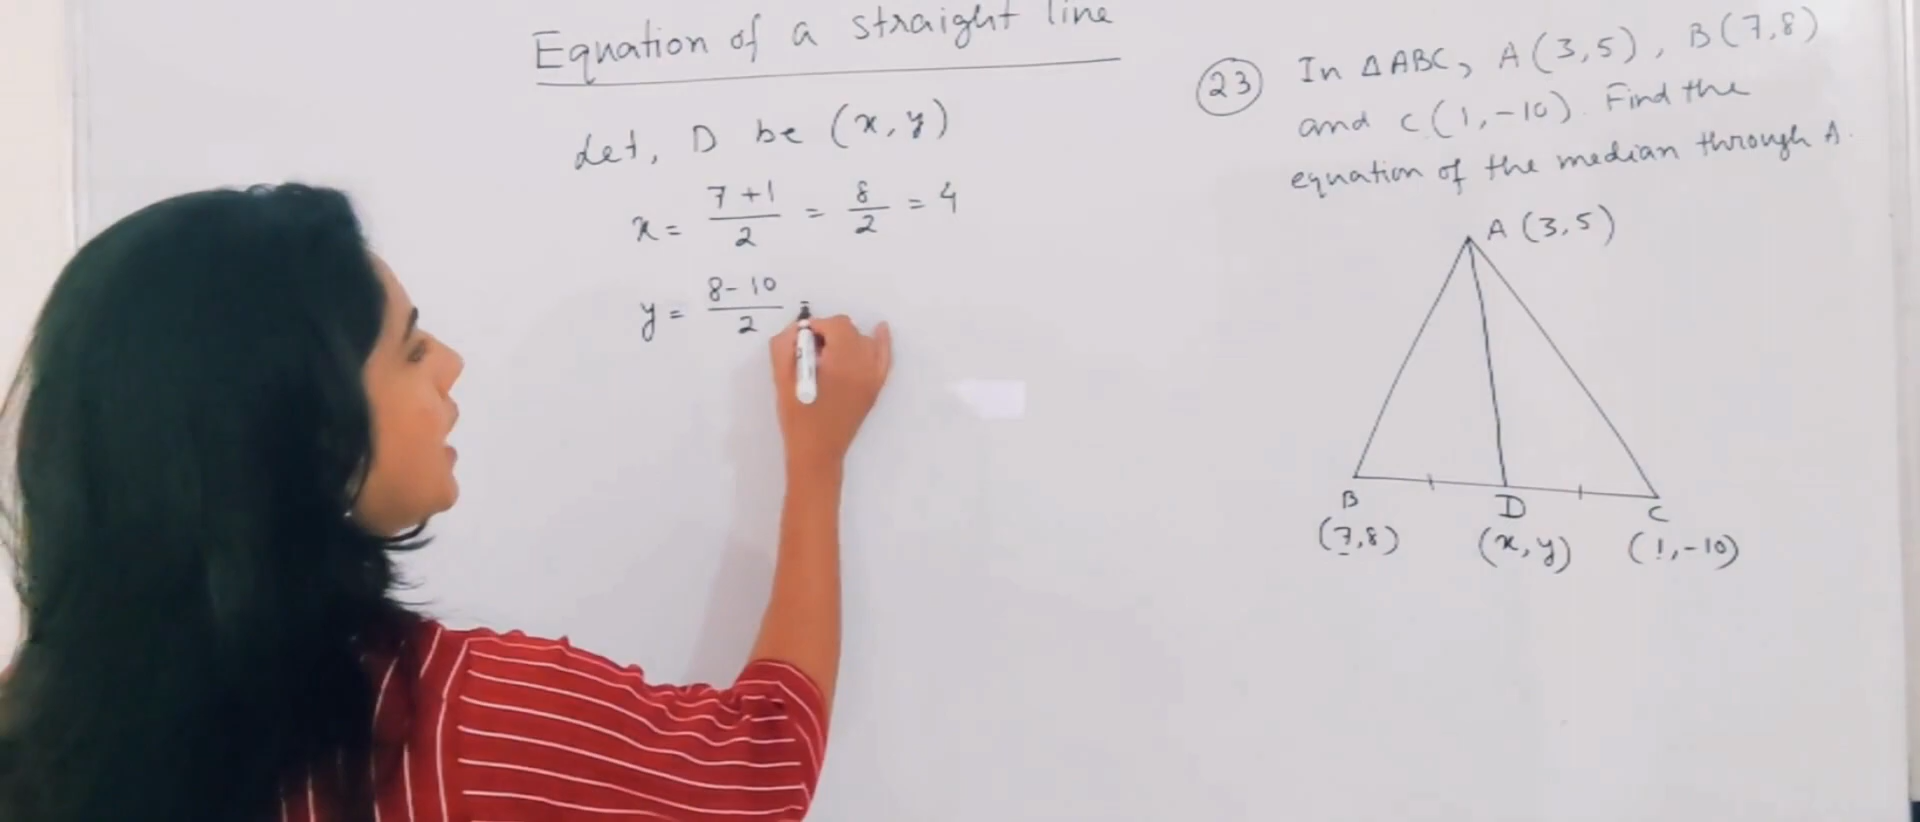 Equation of a straight line
Let, D be (x, y)
x = 7+1/2 = 8/2 = 4
y = 8-10/2 =
23 In ΔABC, A(3,5), B(7,8)
and C(1,-10). Find the
equation of the median through A.
A (3,5)
B D C
(7,8) (x, y) (1,-10)